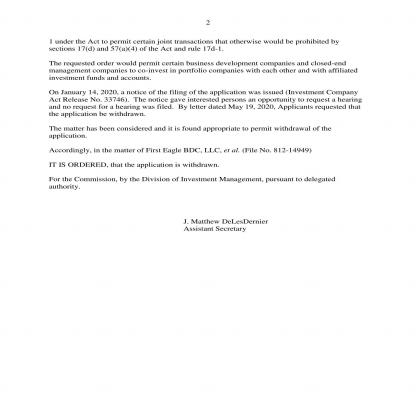 2
1 under the Act to permit certain joint transactions that otherwise would be prohibited by
sections 17(d) and 57(a)(4) of the Act and rule 17d-1.
The requested order would permit certain business development companies and closed-end
management companies to co-invest in portfolio companies with each other and with affiliated
investment funds and accounts.
On January 14, 2020, a notice of the filing of the application was issued (Investment Company
Act Release No. 33746).  The notice gave interested persons an opportunity to request a hearing
and no request for a hearing was filed.  By letter dated May 19, 2020, Applicants requested that
the application be withdrawn.
The matter has been considered and it is found appropriate to permit withdrawal of the
application.
Accordingly, in the matter of First Eagle BDC, LLC, et al. (File No. 812-14949)
IT IS ORDERED, that the application is withdrawn.
For the Commission, by the Division of Investment Management, pursuant to delegated
authority.
J. Matthew DeLesDernier
Assistant Secretary